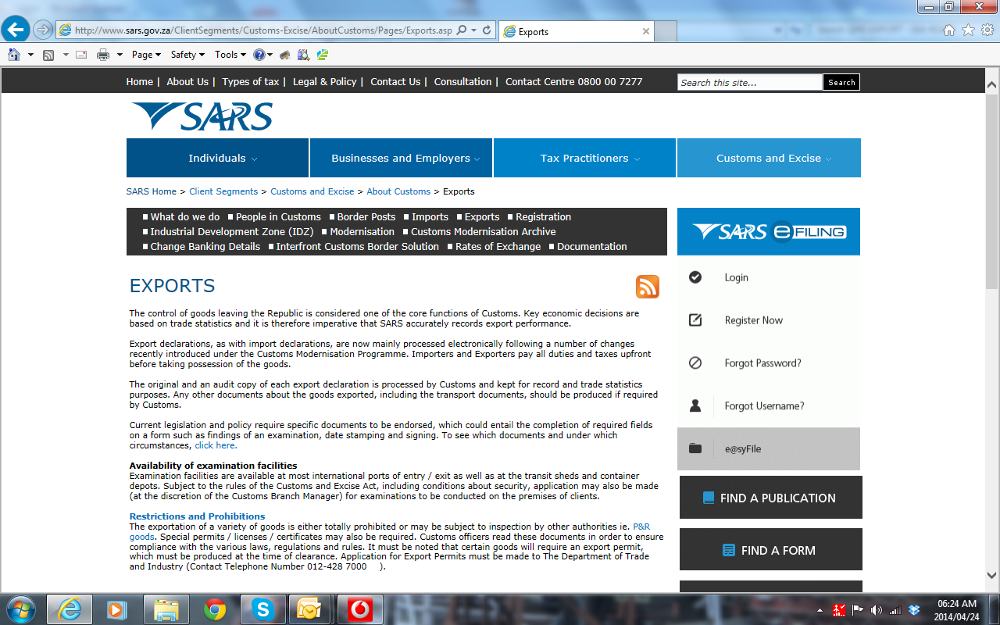 http://www.sars.gov.za/ClientSegments/Customs-Excise/AboutCustoms/Pages/Exports.asp
Exports
Page Safety Tools
Home | About Us | Types of tax | Legal & Policy | Contact Us | Consultation | Contact Centre 0800 00 7277
Search this site...
Search
SARS
Individuals
Businesses and Employers
Tax Practitioners
Customs and Excise
SARS Home > Client Segments > Customs and Excise > About Customs > Exports
What do we do People in Customs Border Posts Imports Exports Registration
Industrial Development Zone (IDZ) Modernisation Customs Modernisation Archive
Change Banking Details Interfront Customs Border Solution Rates of Exchange Documentation
EXPORTS
The control of goods leaving the Republic is considered one of the core functions of Customs. Key economic decisions are
based on trade statistics and it is therefore imperative that SARS accurately records export performance.
Export declarations, as with import declarations, are now mainly processed electronically following a number of changes
recently introduced under the Customs Modernisation Programme. Importers and Exporters pay all duties and taxes upfront
before taking possession of the goods.
The original and an audit copy of each export declaration is processed by Customs and kept for record and trade statistics
purposes. Any other documents about the goods exported, including the transport documents, should be produced if required
by Customs.
Current legislation and policy require specific documents to be endorsed, which could entail the completion of required fields
on a form such as findings of an examination, date stamping and signing. To see which documents and under which
circumstances, click here.
Availability of examination facilities
Examination facilities are available at most international ports of entry / exit as well as at the transit sheds and container
depots. Subject to the rules of the Customs and Excise Act, including conditions about security, application may also be made
(at the discretion of the Customs Branch Manager) for examinations to be conducted on the premises of clients.
Restrictions and Prohibitions
The exportation of a variety of goods is either totally prohibited or may be subject to inspection by other authorities ie. P&R
goods. Special permits / licenses / certificates may also be required. Customs officers read these documents in order to ensure
compliance with the various laws, regulations and rules. It must be noted that certain goods will require an export permit,
which must be produced at the time of clearance. Application for Export Permits must be made to The Department of Trade
and Industry (Contact Telephone Number 012-428 7000 ).
SARS eFILING
Login
Register Now
Forgot Password?
Forgot Username?
e@syFile
FIND A PUBLICATION
FIND A FORM
06:24 AM
2014/04/24